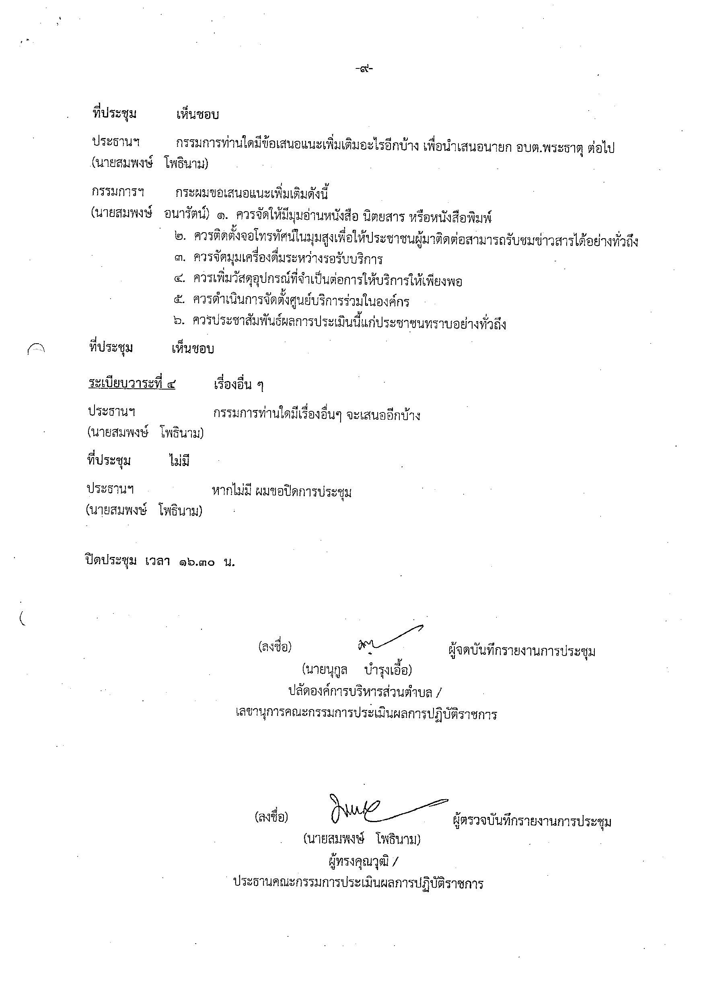 -๙-
ที่ประชุม เห็นชอบ
ประธานฯ กรรมการท่านใดมีข้อเสนอแนะเพิ่มเติมอะไรอีกบ้าง เพื่อนำเสนอนายก อบต.พระธาตุ ต่อไป
(นายสมพงษ์ โพธินาม)
กรรมการฯ กระผมขอเสนอแนะเพิ่มเติมดังนี้
(นายสมพงษ์ อนารัตน์) ๑. ควรจัดให้มีมุมอ่านหนังสือ นิตยสาร หรือหนังสือพิมพ์
๒. ควรติดตั้งจอโทรทัศน์ในมุมสูงเพื่อให้ประชาชนผู้มาติดต่อสามารถรับชมข่าวสารได้อย่างทั่วถึง
๓. ควรจัดมุมเครื่องดื่มระหว่างรอรับบริการ
๔. ควรเพิ่มวัสดุอุปกรณ์ที่จำเป็นต่อการให้บริการให้เพียงพอ
๕. ควรดำเนินการจัดตั้งศูนย์บริการร่วมในองค์กร
๖. ควรประชาสัมพันธ์ผลการประเมินนี้แก่ประชาชนทราบอย่างทั่วถึง
ที่ประชุม เห็นชอบ
ระเบียบวาระที่ ๔ เรื่องอื่น ๆ
ประธานฯ กรรมการท่านใดมีเรื่องอื่นๆ จะเสนออีกบ้าง
(นายสมพงษ์ โพธินาม)
ที่ประชุม ไม่มี
ประธานฯ หากไม่มี ผมขอปิดการประชุม
(นายสมพงษ์ โพธินาม)
ปิดประชุม เวลา ๑๖.๓๐ น.
(ลงชื่อ) ผู้จดบันทึกรายงานการประชุม
(นายนุกูล บำรุงเอื้อ)
ปลัดองค์การบริหารส่วนตำบล /
เลขานุการคณะกรรมการประเมินผลการปฏิบัติราชการ
(ลงชื่อ) ผู้ตรวจบันทึกรายงานการประชุม
(นายสมพงษ์ โพธินาม)
ผู้ทรงคุณวุฒิ /
ประธานคณะกรรมการประเมินผลการปฏิบัติราชการ